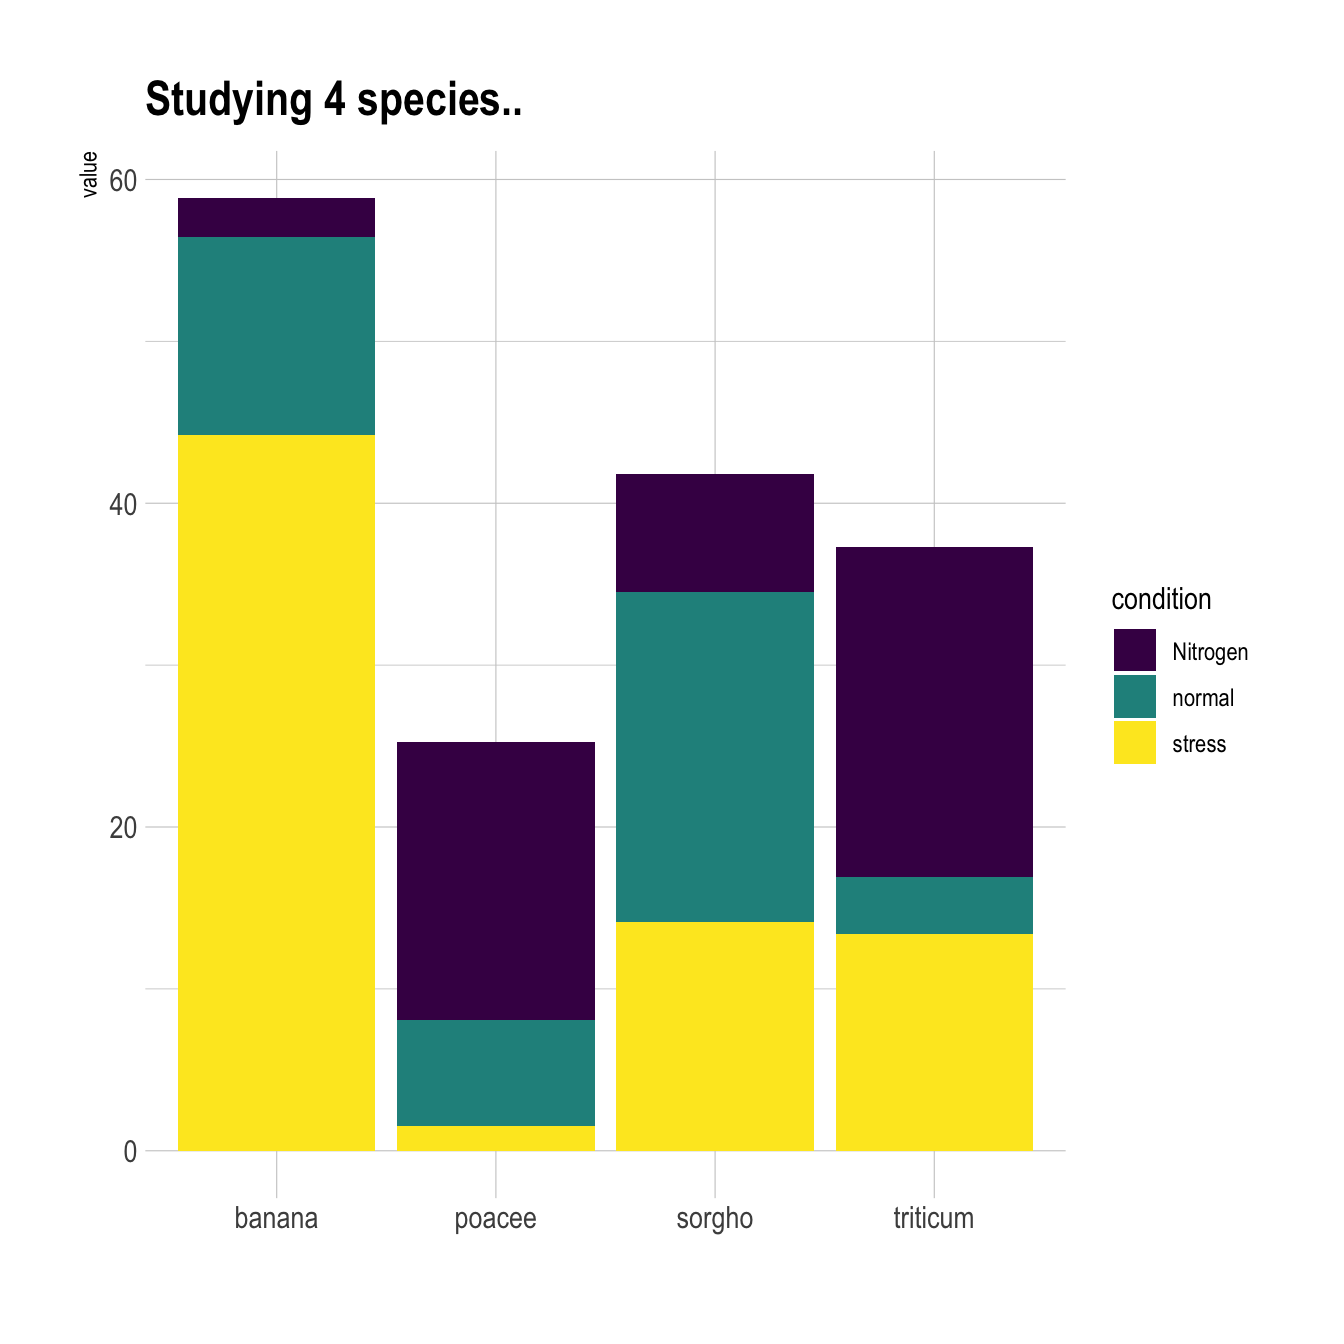 Studying 4 species..
value
60
40
20
0
banana
poacee
sorgho
triticum
condition
Nitrogen
normal
stress